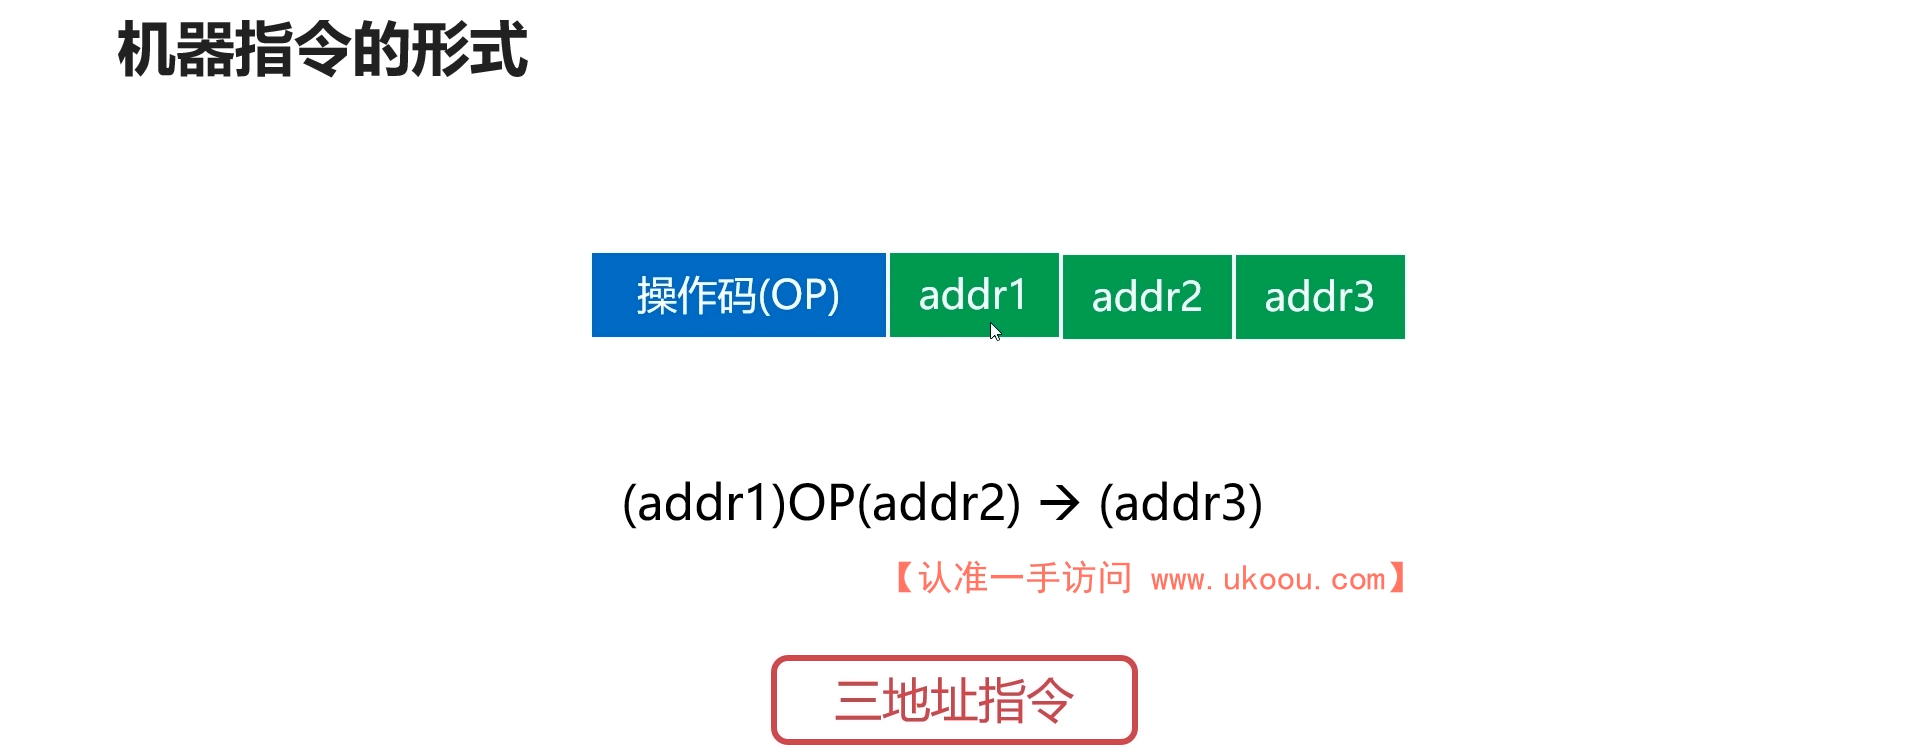 机器指令的形式
操作码(OP) addr1 addr2 addr3
(addr1)OP(addr2) → (addr3)
【认准一手访问 www.ukoou.com】
三地址指令